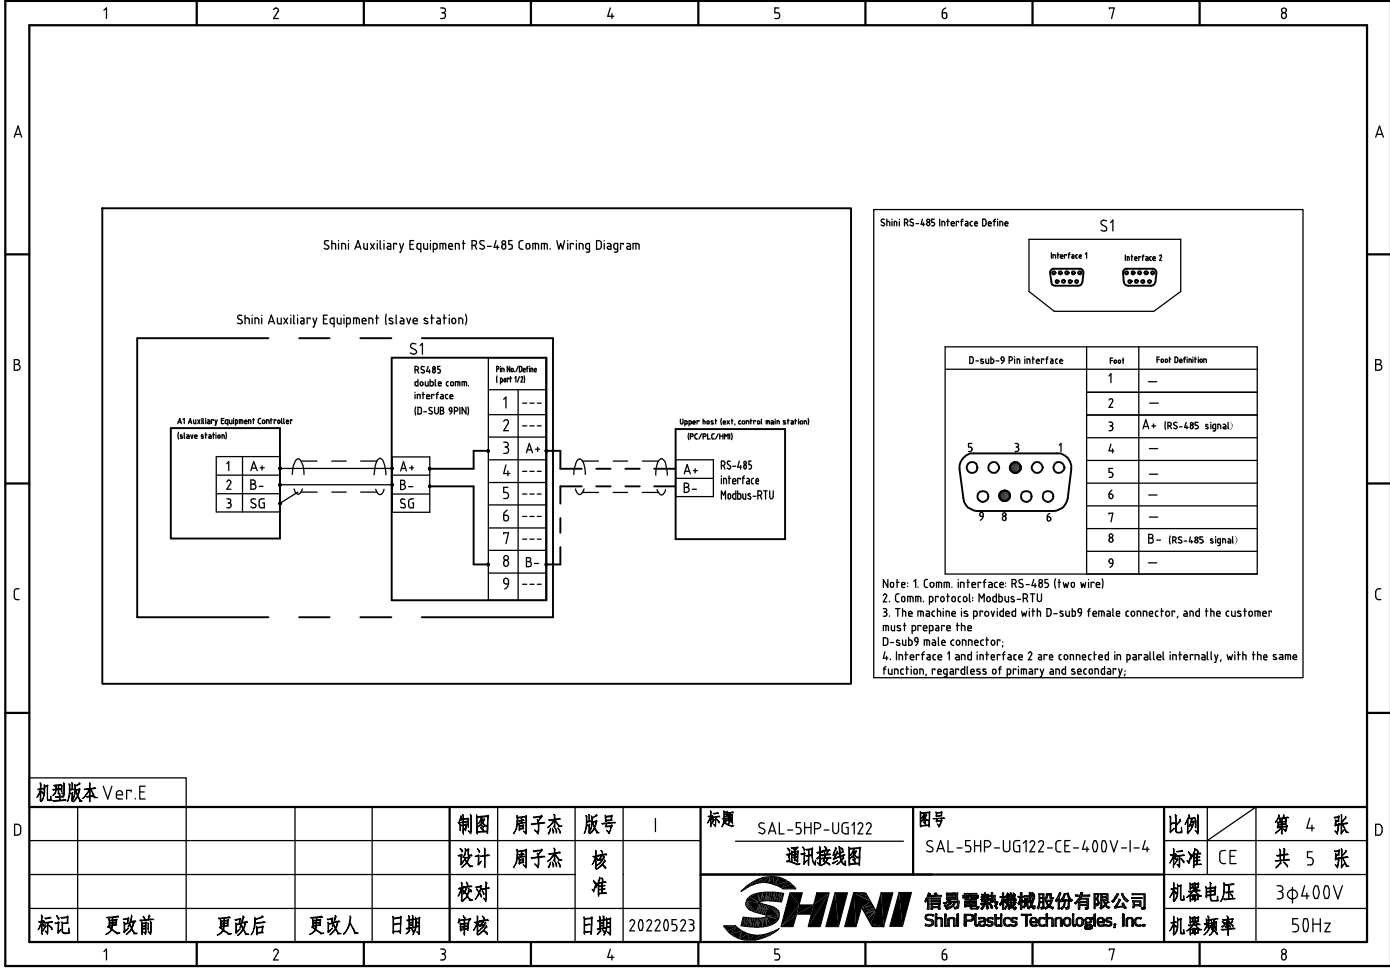 1 2 3 4 5 6 7 8
A A
B B
C C
D D
Shini Auxiliary Equipment RS-485 Comm. Wiring Diagram
Shini Auxiliary Equipment (slave station)
S1
RS485
double comm.
interface
(D-SUB 9PIN)
Pin No./Define
( port 1/2)
1 ---
2 ---
3 A+
4 ---
5 ---
6 ---
7 ---
8 B-
9 ---
A1 Auxiliary Equipment Controller
(slave station)
1 A+
2 B-
3 SG
A+
B-
SG
Upper host (ext. control main station)
(PC/PLC/HMI)
A+
B-
RS-485
interface
Modbus-RTU
Shini RS-485 Interface Define
S1
Interface 1 Interface 2
D-sub-9 Pin interface Foot Foot Definition
1 —
2 —
3 A+ (RS-485 signal)
4 —
5 —
6 —
7 —
8 B- (RS-485 signal)
9 —
5 3 1
9 8 6
Note: 1. Comm. interface: RS-485 (two wire)
2. Comm. protocol: Modbus-RTU
3. The machine is provided with D-sub9 female connector, and the customer
must prepare the
D-sub9 male connector;
4. Interface 1 and interface 2 are connected in parallel internally, with the same
function, regardless of primary and secondary;
机型版本 Ver.E
制图 周子杰 版号 I
设计 周子杰 核准
校对
标记 更改前 更改后 更改人 日期 审核 日期 20220523
标题 SAL-5HP-UG122
通讯接线图
图号
SAL-5HP-UG122-CE-400V-I-4
比例 第 4 张
标准 CE 共 5 张
机器电压 3φ400V
机器频率 50Hz
SHINI 信易電熱機械股份有限公司
Shini Plastics Technologies, Inc.
1 2 3 4 5 6 7 8